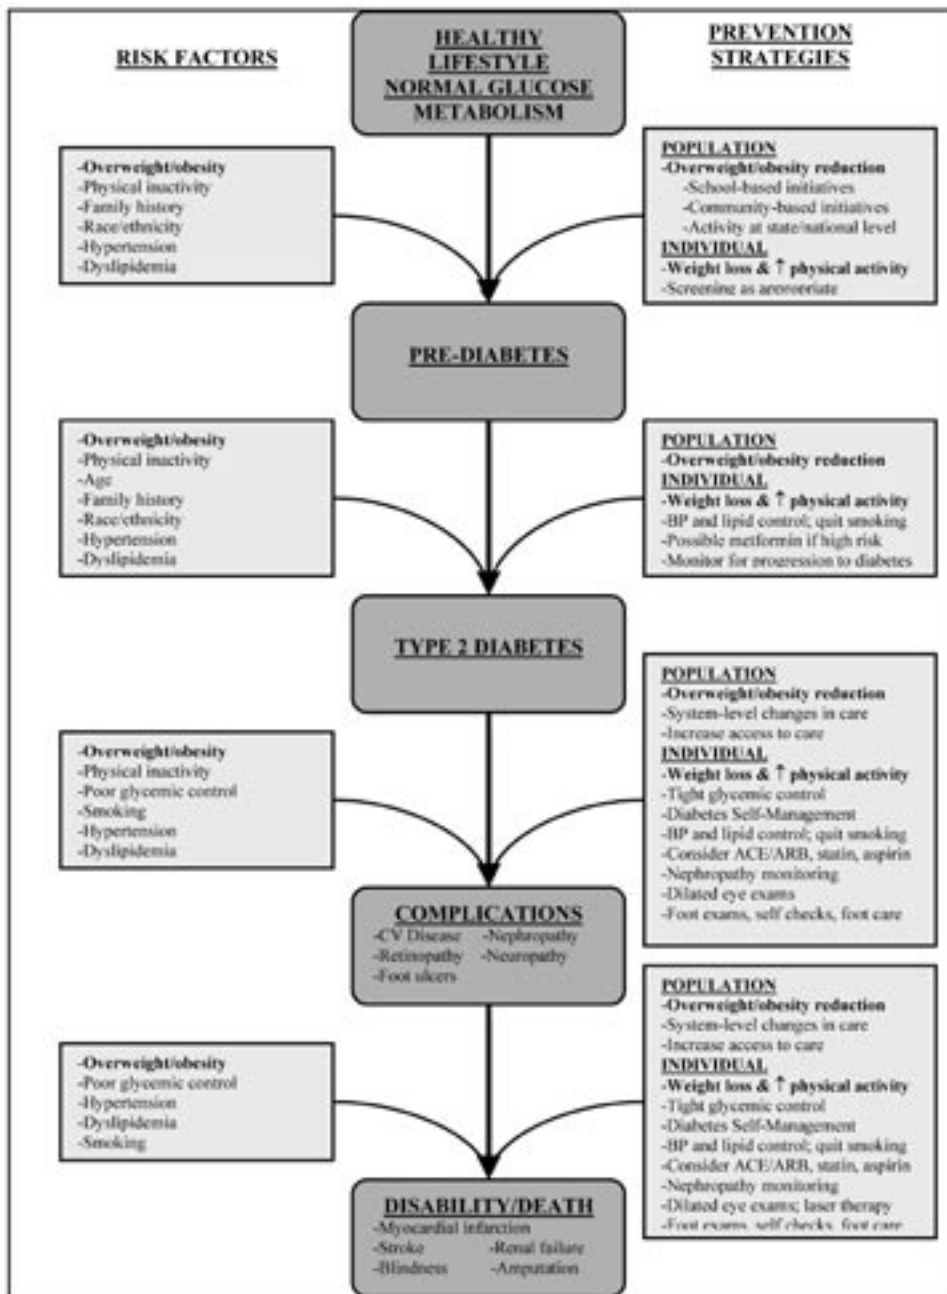 RISK FACTORS
HEALTHY
LIFESTYLE
NORMAL GLUCOSE
METABOLISM
PREVENTION
STRATEGIES
-Overweight/obesity
-Physical inactivity
-Family history
-Race/ethnicity
-Hypertension
-Dyslipidemia
POPULATION
-Overweight/obesity reduction
-School-based initiatives
-Community-based initiatives
-Activity at state/national level
INDIVIDUAL
-Weight loss & ↑ physical activity
-Screening as appropriate
PRE-DIABETES
-Overweight/obesity
-Physical inactivity
-Age
-Family history
-Race/ethnicity
-Hypertension
-Dyslipidemia
POPULATION
-Overweight/obesity reduction
INDIVIDUAL
-Weight loss & ↑ physical activity
-BP and lipid control; quit smoking
-Possible metformin if high risk
-Monitor for progression to diabetes
TYPE 2 DIABETES
-Overweight/obesity
-Physical inactivity
-Poor glycemic control
-Smoking
-Hypertension
-Dyslipidemia
POPULATION
-Overweight/obesity reduction
-System-level changes in care
-Increase access to care
INDIVIDUAL
-Weight loss & ↑ physical activity
-Tight glycemic control
-Diabetes Self-Management
-BP and lipid control; quit smoking
-Consider ACE/ARB, statin, aspirin
-Nephropathy monitoring
-Dilated eye exams
-Foot exams, self checks, foot care
COMPLICATIONS
-CV Disease -Nephropathy
-Retinopathy -Neuropathy
-Foot ulcers
-Overweight/obesity
-Poor glycemic control
-Hypertension
-Dyslipidemia
-Smoking
POPULATION
-Overweight/obesity reduction
-System-level changes in care
-Increase access to care
INDIVIDUAL
-Weight loss & ↑ physical activity
-Tight glycemic control
-Diabetes Self-Management
-BP and lipid control; quit smoking
-Consider ACE/ARB, statin, aspirin
-Nephropathy monitoring
-Dilated eye exams; laser therapy
-Foot exams, self checks, foot care
DISABILITY/DEATH
-Myocardial infarction
-Stroke -Renal failure
-Blindness -Amputation